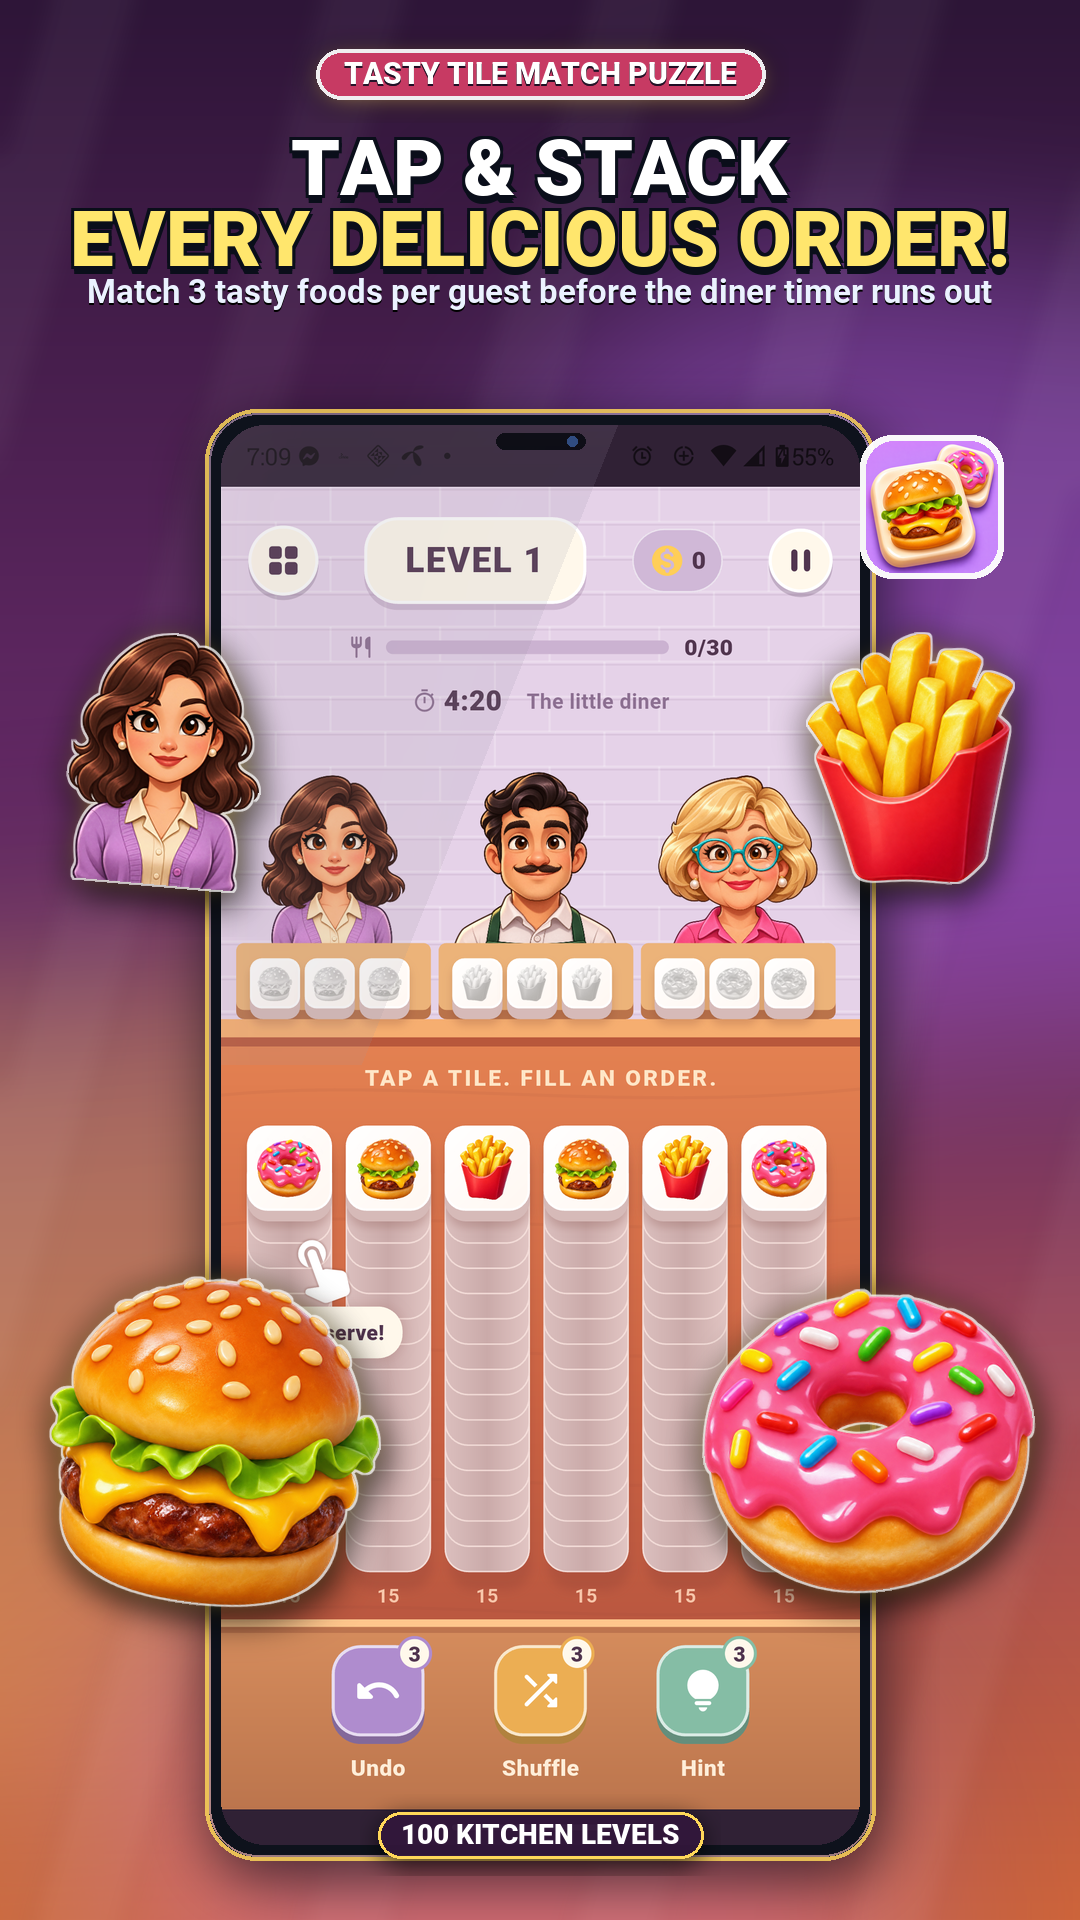 TASTY TILE MATCH PUZZLE
TAP & STACK
EVERY DELICIOUS ORDER!
Match 3 tasty foods per guest before the diner timer runs out
7:09
55%
LEVEL 1
0
0/30
4:20 The little diner
TAP A TILE. FILL AN ORDER.
serve!
15 15 15 15 15
3 3 3
Undo Shuffle Hint
100 KITCHEN LEVELS